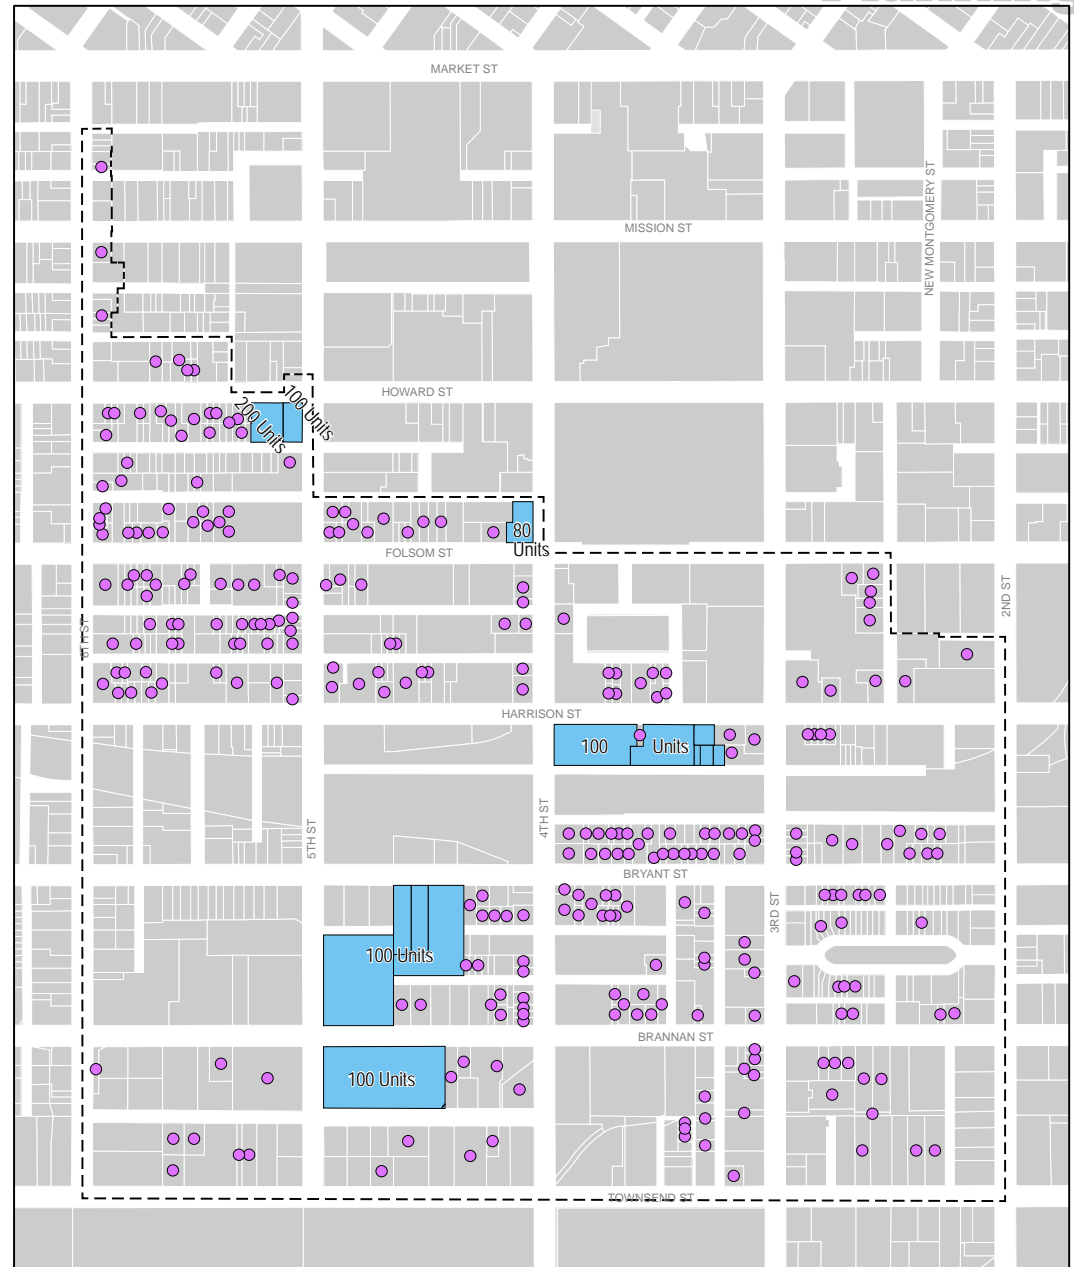 MARKET ST
NEW MONTGOMERY ST
MISSION ST
HOWARD ST
100 Units
200 Units
80
Units
FOLSOM ST
2ND ST
6TH ST
HARRISON ST
100 Units
4TH ST
5TH ST
BRYANT ST
3RD ST
100 Units
BRANNAN ST
100 Units
TOWNSEND ST